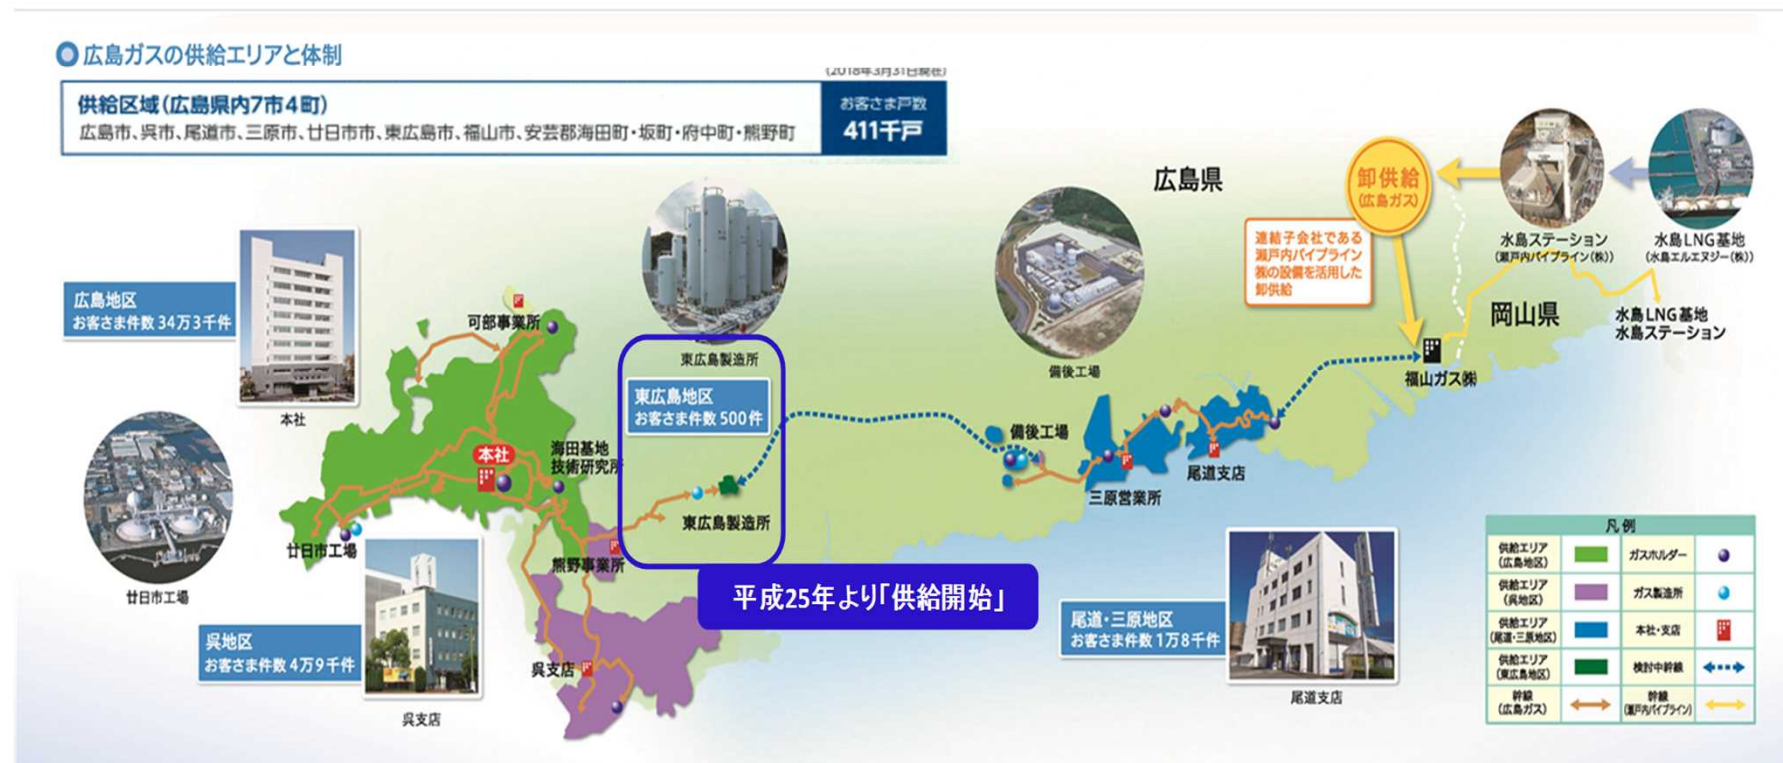 広島ガスの供給エリアと体制
(2018年3月31日現在)
供給区域(広島県内7市4町)
広島市、呉市、尾道市、三原市、廿日市市、東広島市、福山市、安芸郡海田町・坂町・府中町・熊野町
お客さま戸数
411千戸
広島県
卸供給
(広島ガス)
連結子会社である
瀬戸内パイプライン
㈱の設備を活用した
卸供給
水島ステーション
(瀬戸内パイプライン(株))
水島LNG基地
(水島エルエヌジー(株))
岡山県
水島LNG基地
水島ステーション
福山ガス㈱
広島地区
お客さま件数 34万3千件
本社
可部事業所
東広島製造所
東広島地区
お客さま件数 500件
備後工場
備後工場
本社
海田基地
技術研究所
東広島製造所
三原営業所
尾道支店
廿日市工場
廿日市工場
熊野事業所
平成25年より「供給開始」
呉地区
お客さま件数 4万9千件
呉支店
呉支店
尾道・三原地区
お客さま件数 1万8千件
尾道支店
凡例
供給エリア
(広島地区)
ガスホルダー
供給エリア
(呉地区)
ガス製造所
供給エリア
(尾道・三原地区)
本社・支店
供給エリア
(東広島地区)
検討中幹線
幹線
(広島ガス)
幹線
(瀬戸内パイプライン)